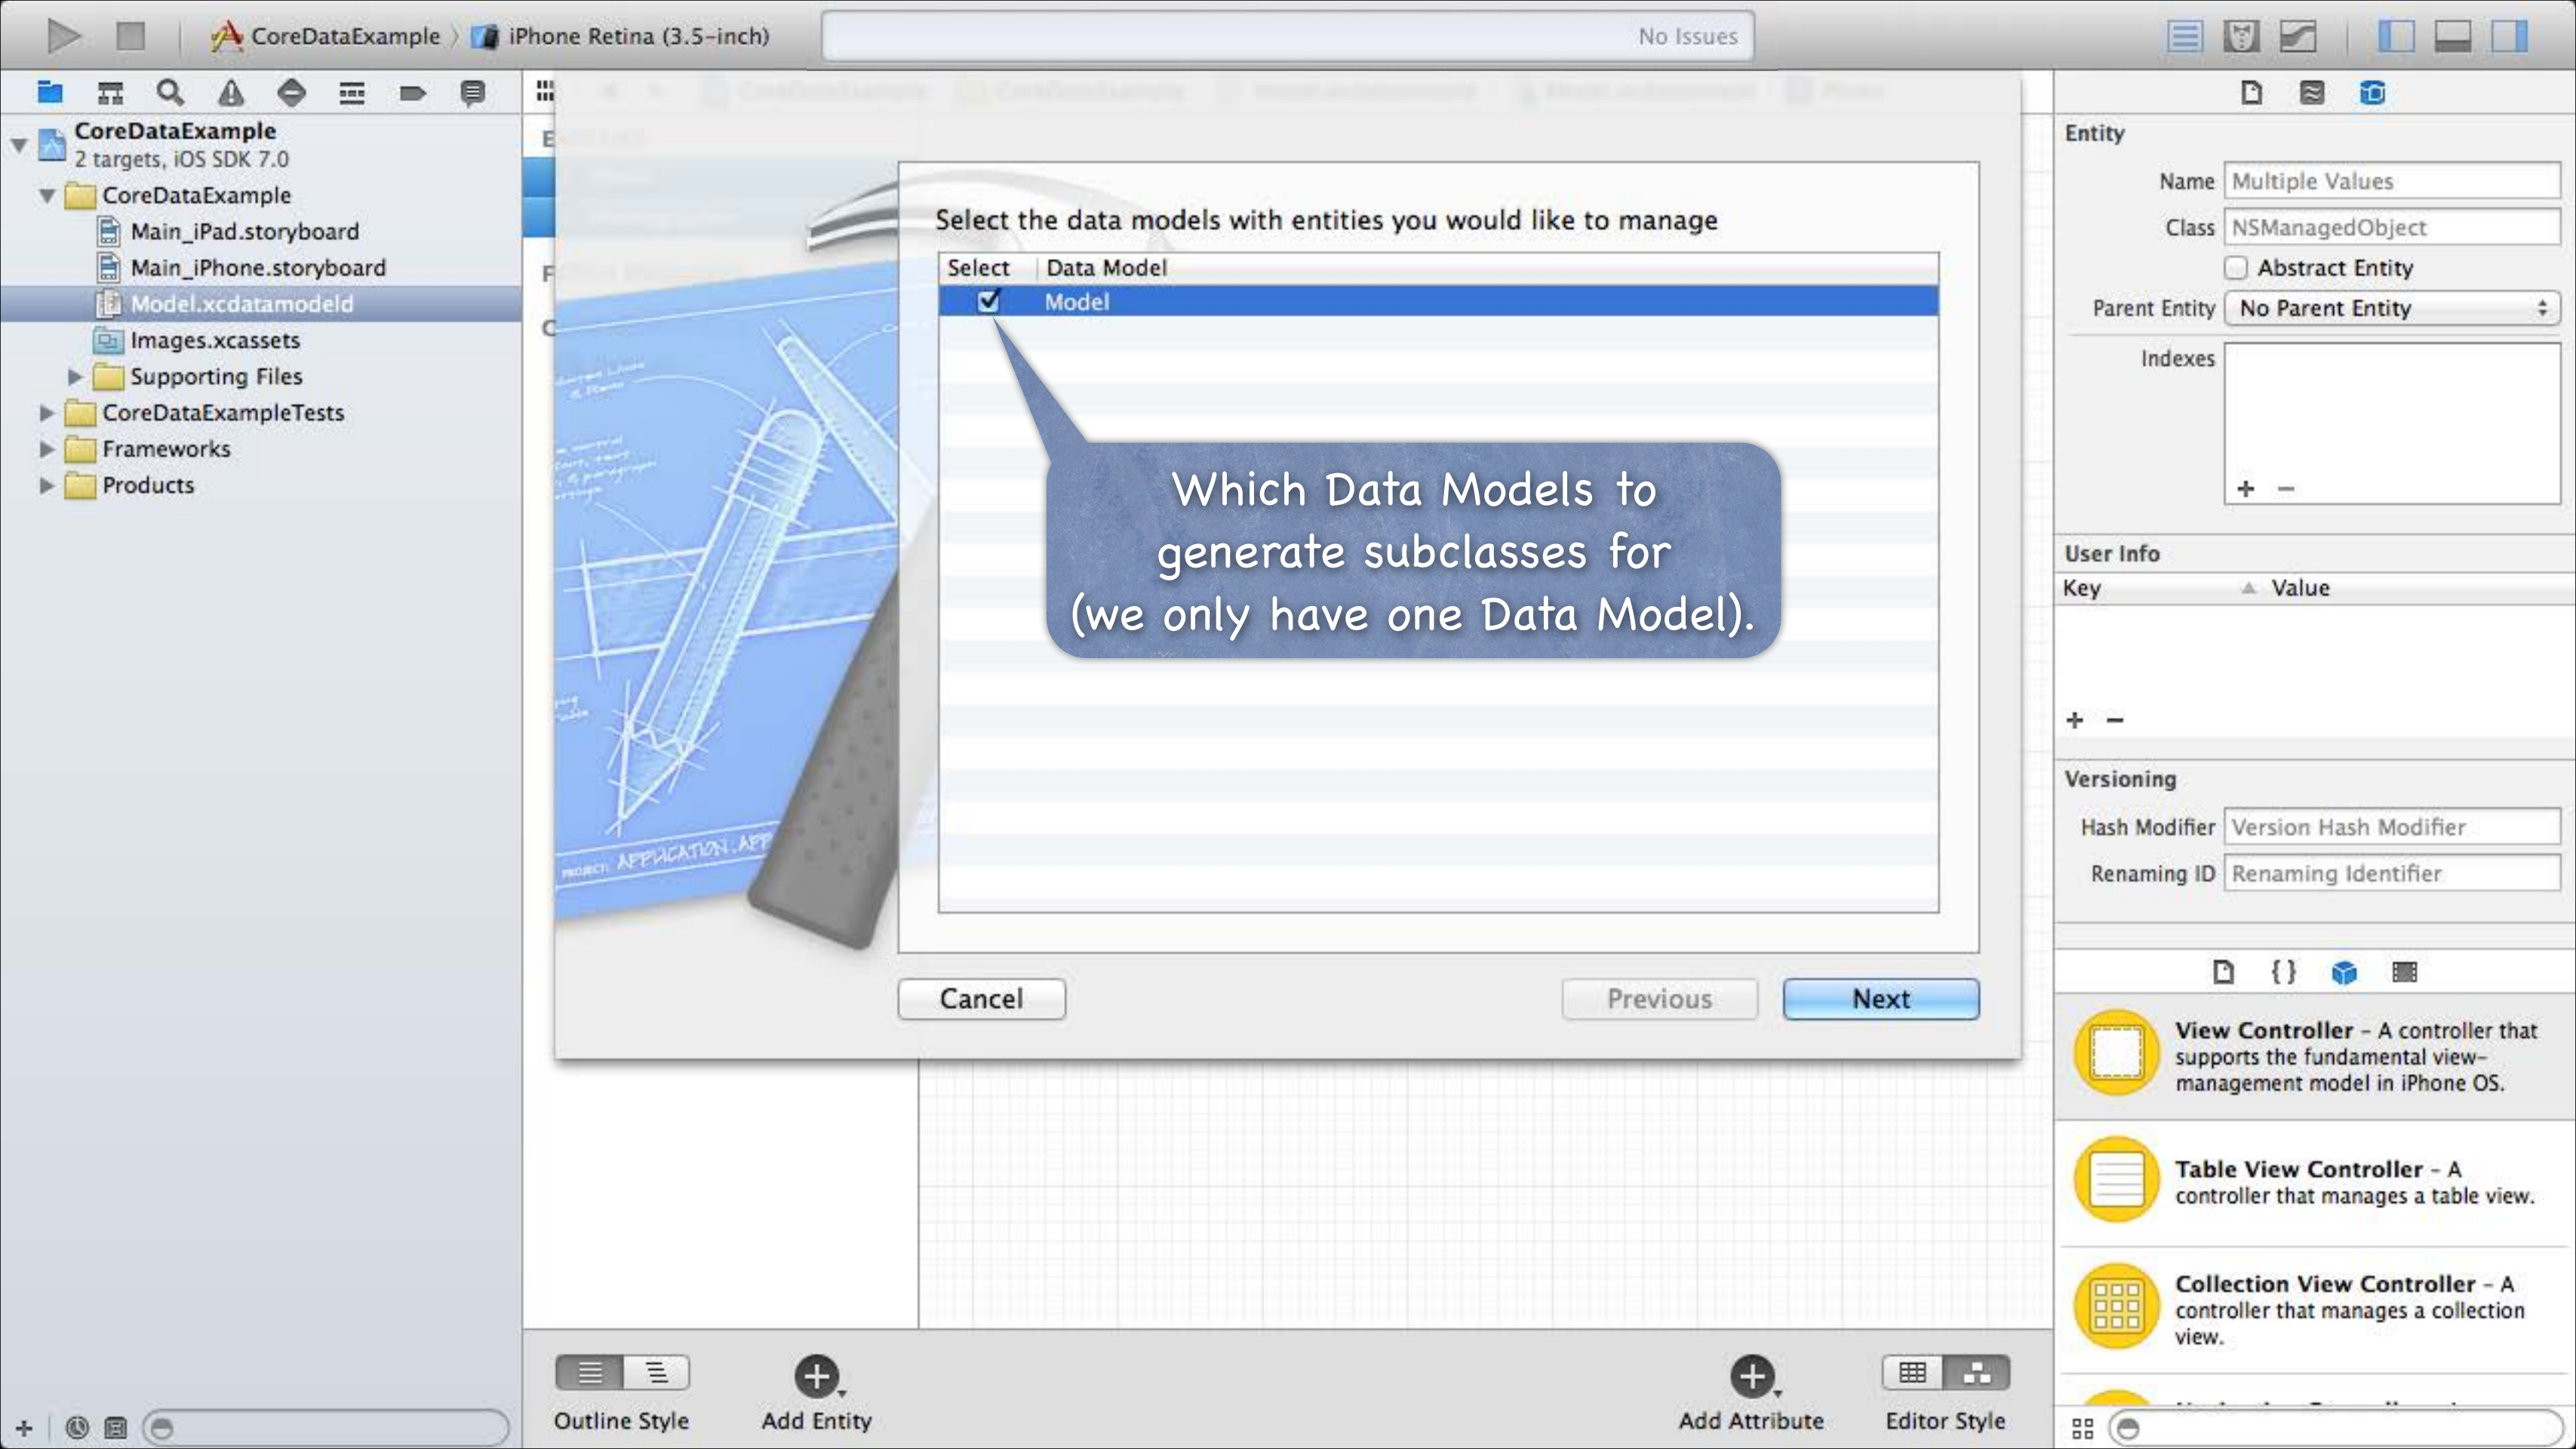 CoreDataExample
iPhone Retina (3.5-inch)
No Issues
CoreDataExample
2 targets, iOS SDK 7.0
CoreDataExample
Main_iPad.storyboard
Main_iPhone.storyboard
Model.xcdatamodeld
Images.xcassets
Supporting Files
CoreDataExampleTests
Frameworks
Products
Select the data models with entities you would like to manage
Select Data Model
Model
Which Data Models to
generate subclasses for
(we only have one Data Model).
PROJECT: APPLICATION.APP
Cancel
Previous
Next
Outline Style
Add Entity
Add Attribute
Editor Style
Entity
Name Multiple Values
Class NSManagedObject
Abstract Entity
Parent Entity No Parent Entity
Indexes
User Info
Key Value
Versioning
Hash Modifier Version Hash Modifier
Renaming ID Renaming Identifier
View Controller – A controller that
supports the fundamental view-
management model in iPhone OS.
Table View Controller – A
controller that manages a table view.
Collection View Controller – A
controller that manages a collection
view.